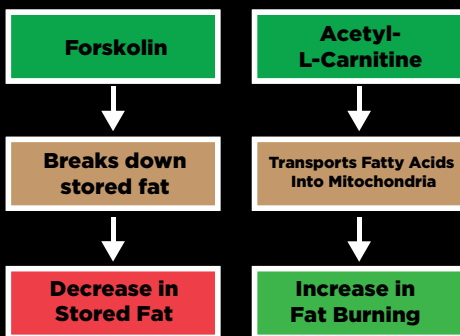 Forskolin
Breaks down
stored fat
Decrease in
Stored Fat
Acetyl-
L-Carnitine
Transports Fatty Acids
Into Mitochondria
Increase in
Fat Burning